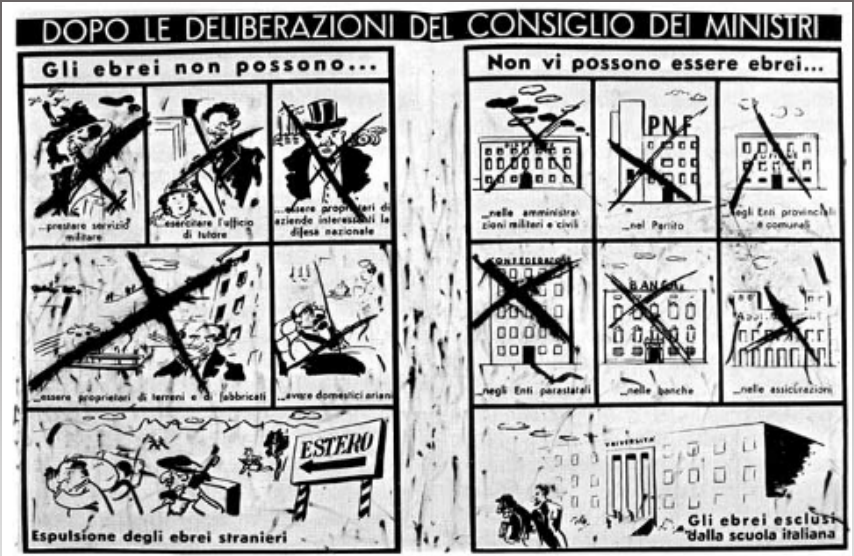 DOPO LE DELIBERAZIONI DEL CONSIGLIO DEI MINISTRI
Gli ebrei non possono...
...prestare servizio
militare
...esercitare l'ufficio
di tutore
...essere proprietari di
aziende interessanti la
difesa nazionale
...essere proprietari di terreni e di fabbricati
...avere domestici ariani
ESTERO
Espulsione degli ebrei stranieri
Non vi possono essere ebrei...
...nelle amministra
zioni militari e civili
PNF
...nel Partito
...negli Enti provinciali
e comunali
CONFEDERAZIONE
...negli Enti parastatali
BANCA
...nelle banche
...nelle assicurazioni
UNIVERSITA'
Gli ebrei esclusi
dalla scuola italiana